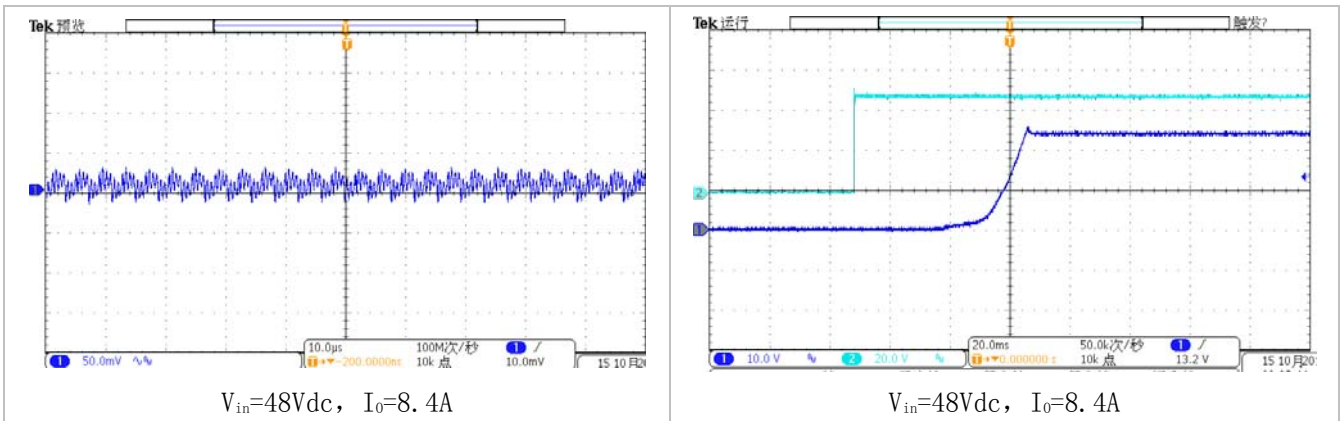 Tek 预览
T
T
1
10.0µs
100M次/秒
1
1 50.0mV
T→▼-200.0000ns
10k 点
10.0mV
15 10月20
Vin=48Vdc, I0=8.4A
Tek 运行
触发?
T
T
2
1
20.0ms
50.0k次/秒
1
1 10.0 V
2 20.0 V
T→▼0.000000 s
10k 点
13.2 V
15 10月20
Vin=48Vdc, I0=8.4A